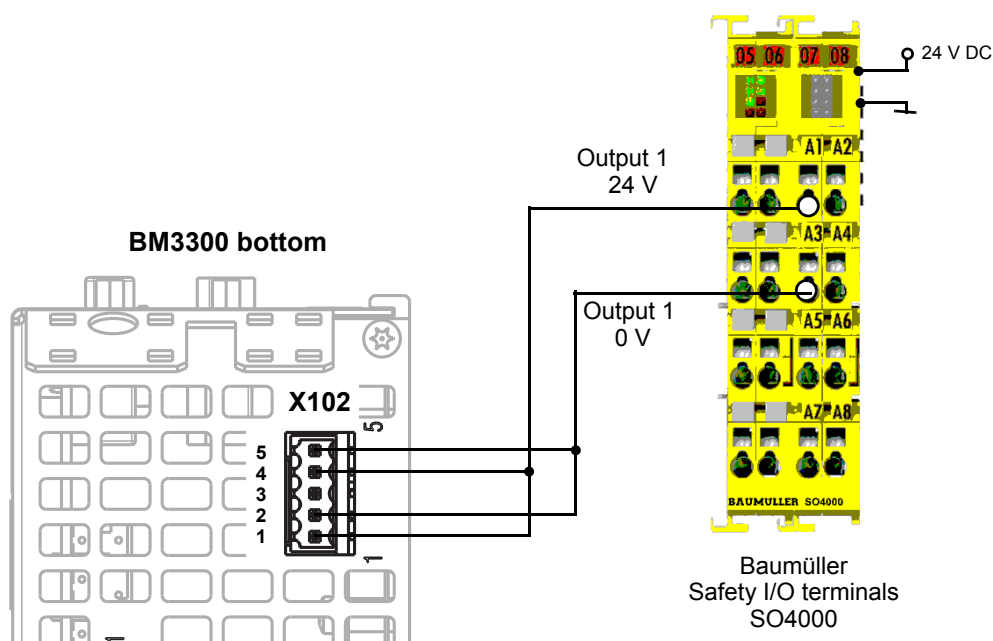 05 06 07 08
24 V DC
A1 A2
Output 1
24 V
A3 A4
BM3300 bottom
Output 1
0 V
A5 A6
X102
5
A7 A8
5
4
3
2
1
BAUMULLER SO4000
1
Baumüller
Safety I/O terminals
SO4000
1